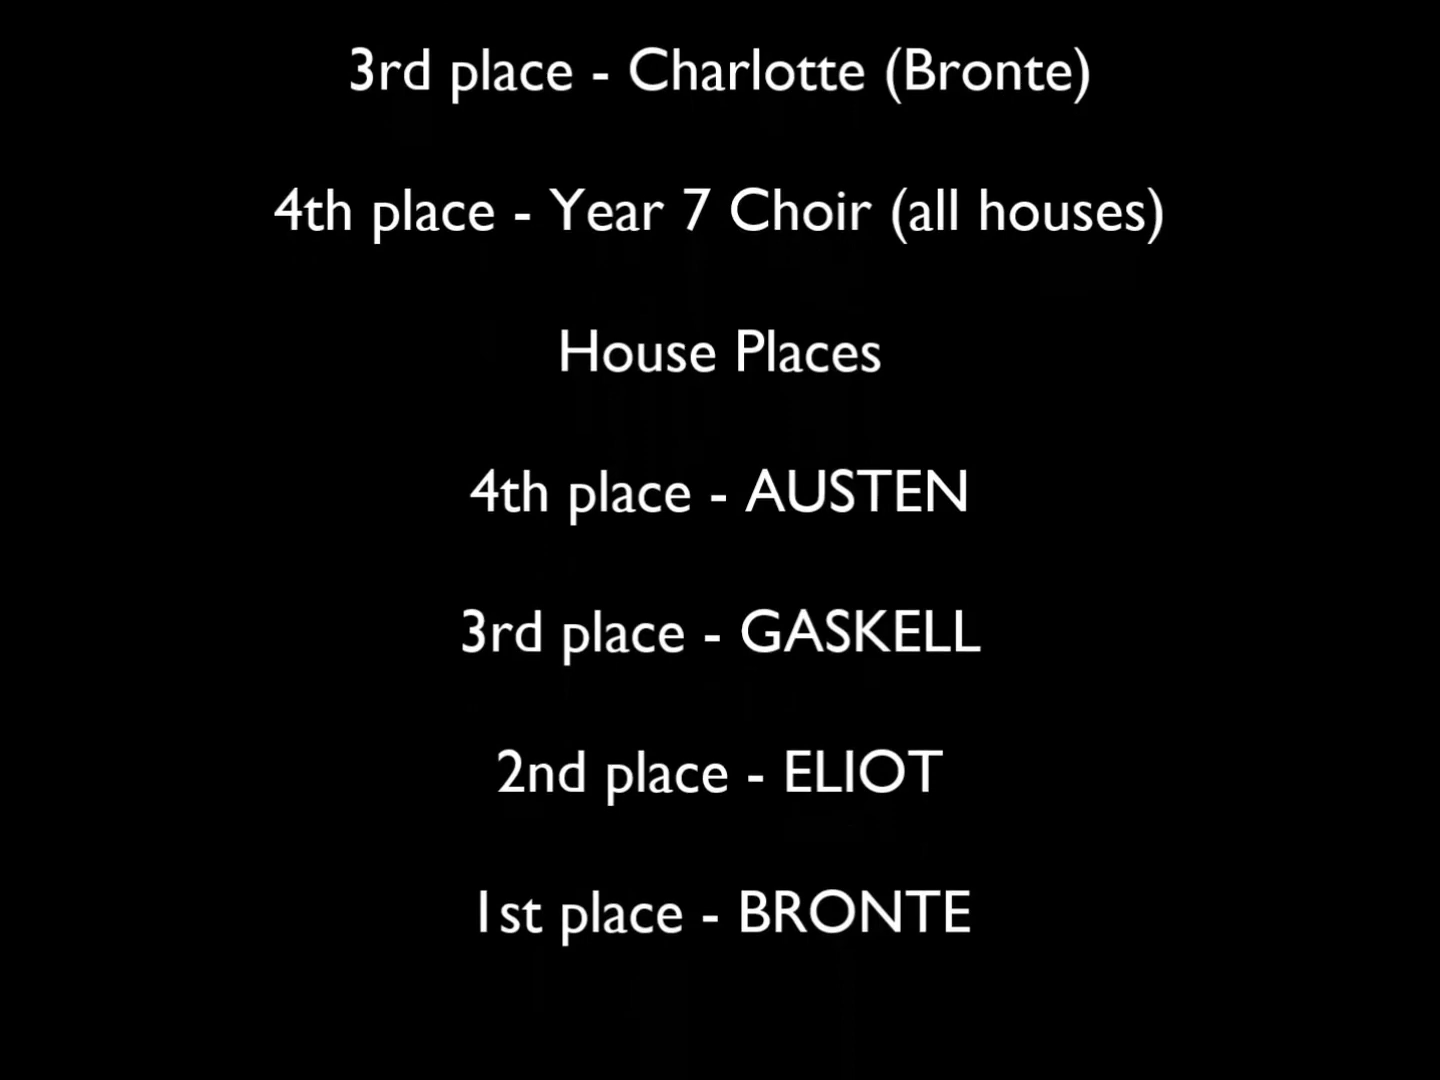 3rd place - Charlotte (Bronte)
4th place - Year 7 Choir (all houses)
House Places
4th place - AUSTEN
3rd place - GASKELL
2nd place - ELIOT
1st place - BRONTE